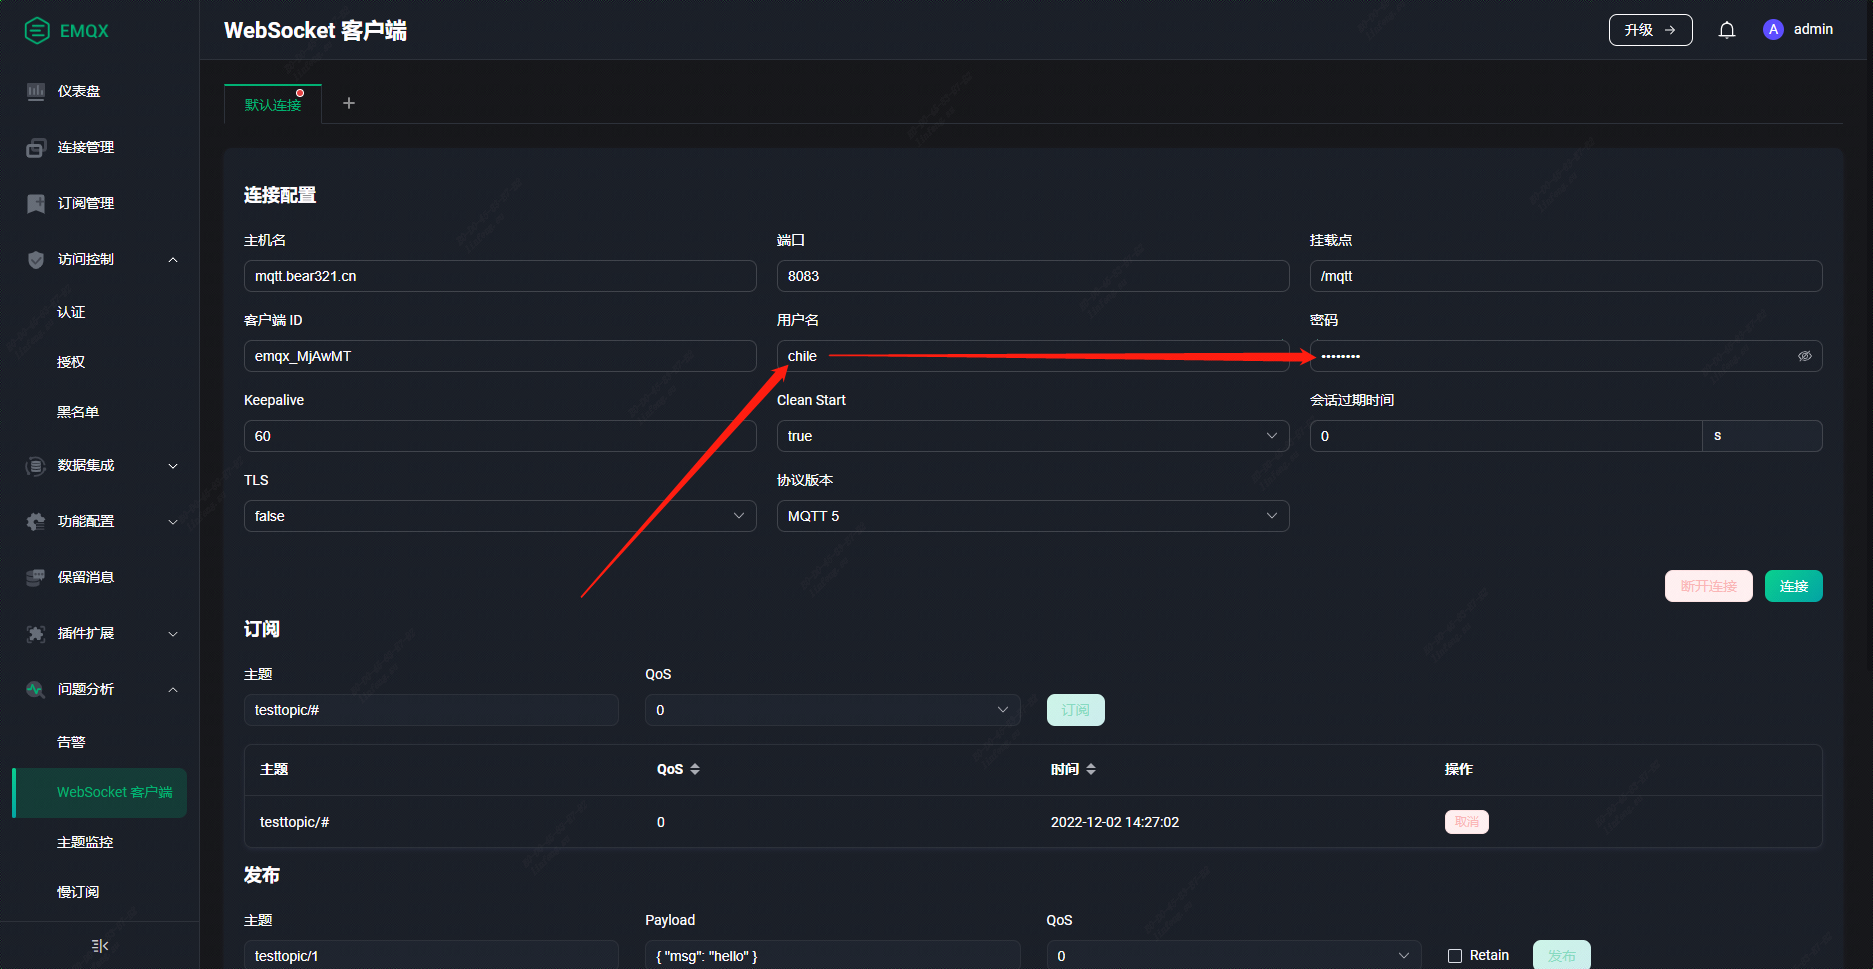 EMQX
WebSocket 客户端
升级 →
A admin
仪表盘
连接管理
订阅管理
访问控制
认证
授权
黑名单
数据集成
功能配置
保留消息
插件扩展
问题分析
告警
WebSocket 客户端
主题监控
慢订阅
默认连接 +
连接配置
主机名 端口 挂载点
mqtt.bear321.cn 8083 /mqtt
客户端 ID 用户名 密码
emqx_MjAwMT chile ••••••••
Keepalive Clean Start 会话过期时间
60 true 0 s
TLS 协议版本
false MQTT 5
断开连接 连接
订阅
主题 QoS
testtopic/# 0 订阅
主题 QoS 时间 操作
testtopic/# 0 2022-12-02 14:27:02 取消
发布
主题 Payload QoS
testtopic/1 { "msg": "hello" } 0 Retain 发布